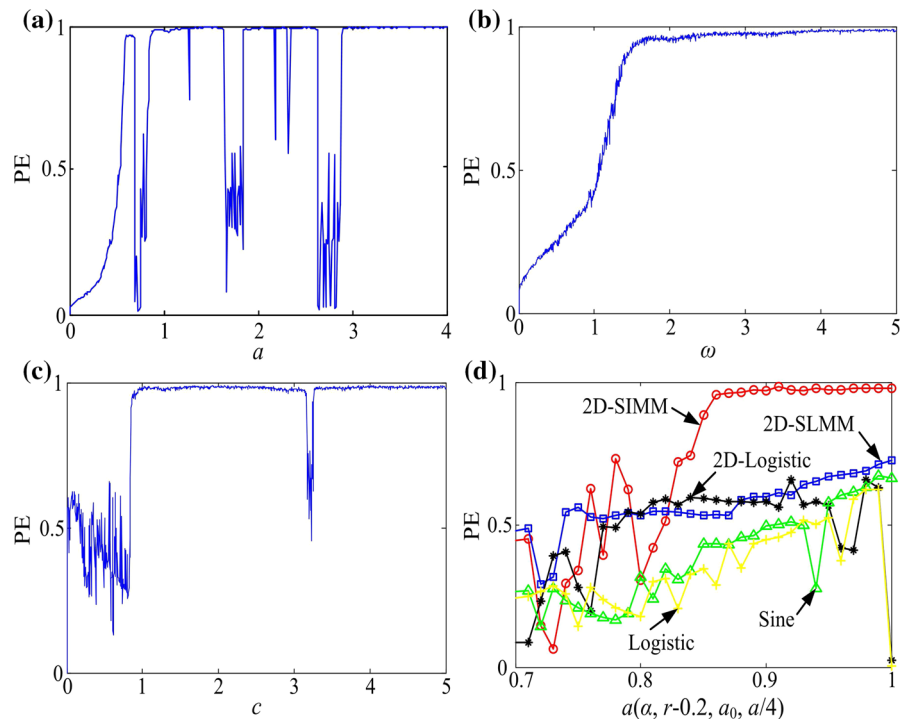 (a)
1
0.5
0
PE
0 1 2 3 4
a
(b)
1
0.5
0
PE
0 1 2 3 4 5
ω
(c)
1
0.5
0
PE
0 1 2 3 4 5
c
(d)
1
0.5
0
PE
2D-SIMM
2D-SLMM
2D-Logistic
Sine
Logistic
0.7 0.8 0.9 1
a(α, r-0.2, a₀, a/4)